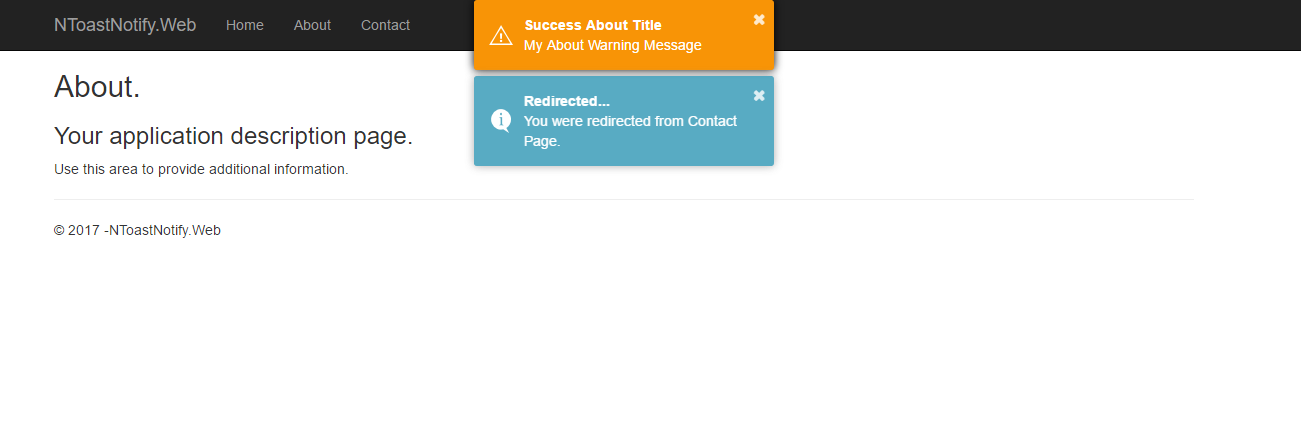 NToastNotify.Web Home About Contact
Success About Title
My About Warning Message
Redirected...
You were redirected from Contact
Page.
About.
Your application description page.
Use this area to provide additional information.
© 2017 -NToastNotify.Web